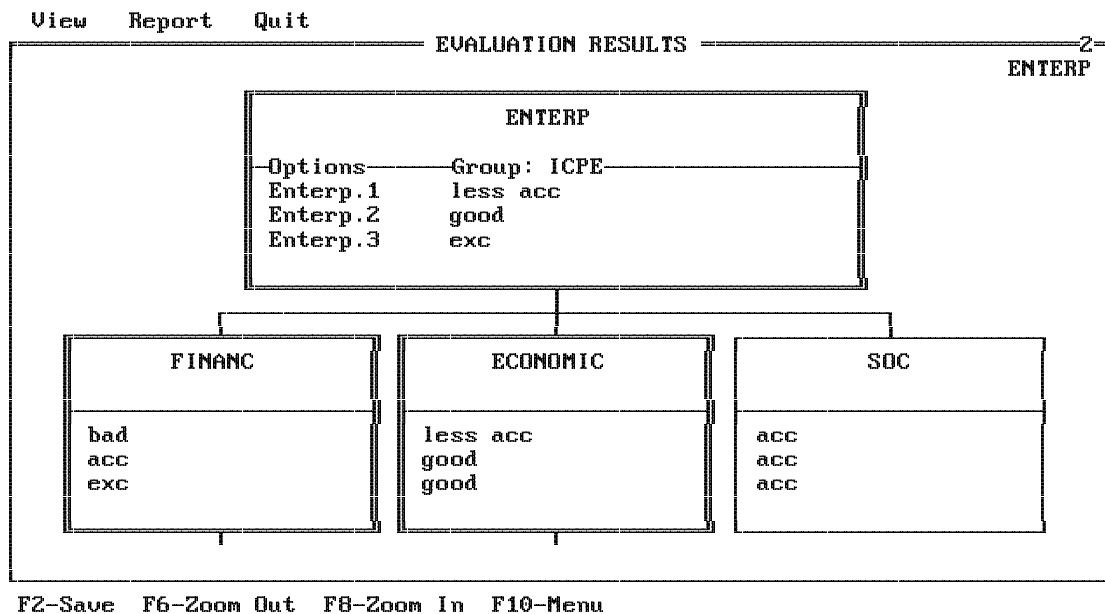 View Report Quit
EVALUATION RESULTS 2
ENTERP
ENTERP
Options Group: ICPE
Enterp.1 less acc
Enterp.2 good
Enterp.3 exc
FINANC ECONOMIC SOC
bad less acc acc
acc good acc
exc good acc
F2-Save F6-Zoom Out F8-Zoom In F10-Menu